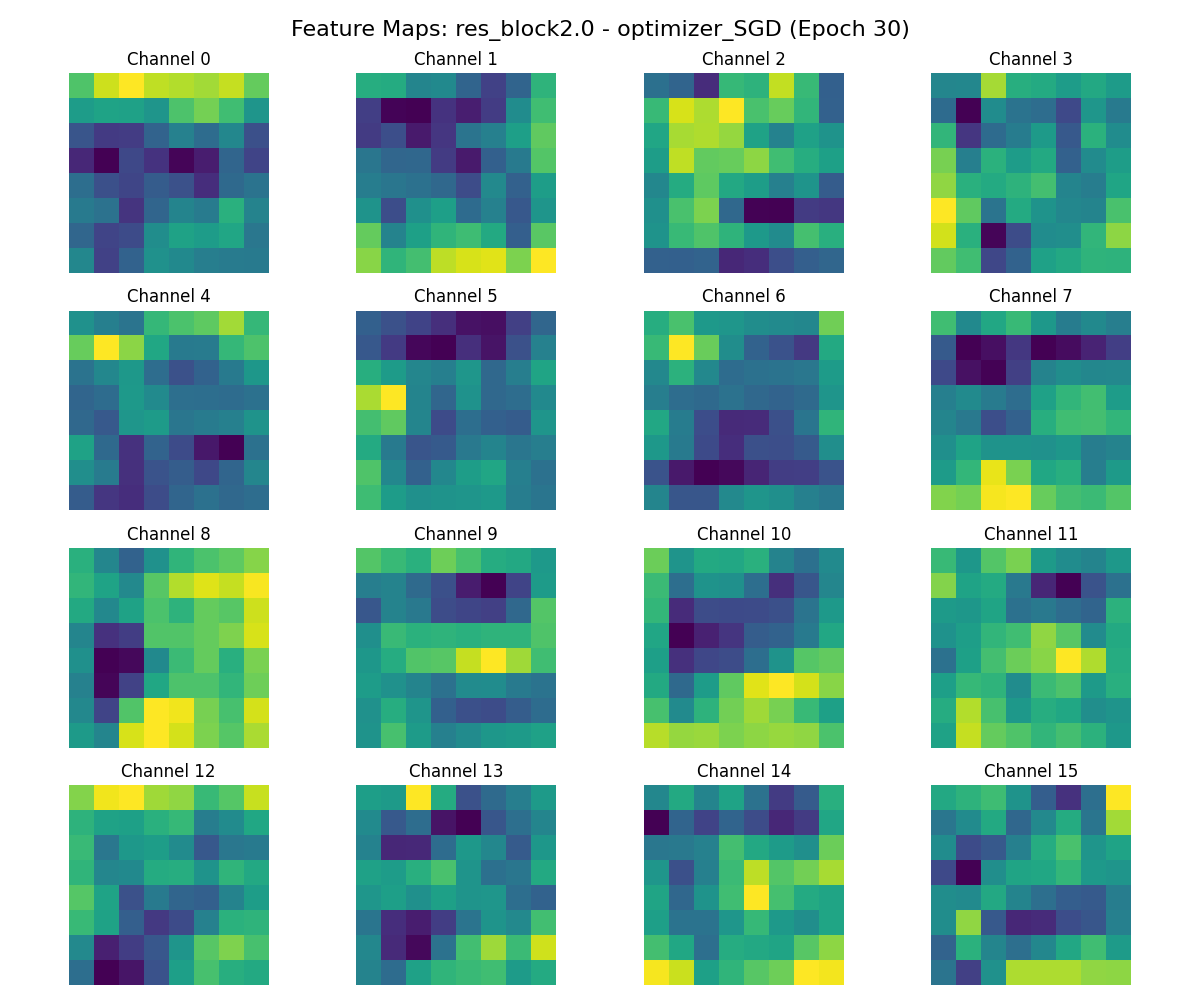 Feature Maps: res_block2.0 - optimizer_SGD (Epoch 30)
Channel 0
Channel 1
Channel 2
Channel 3
Channel 4
Channel 5
Channel 6
Channel 7
Channel 8
Channel 9
Channel 10
Channel 11
Channel 12
Channel 13
Channel 14
Channel 15